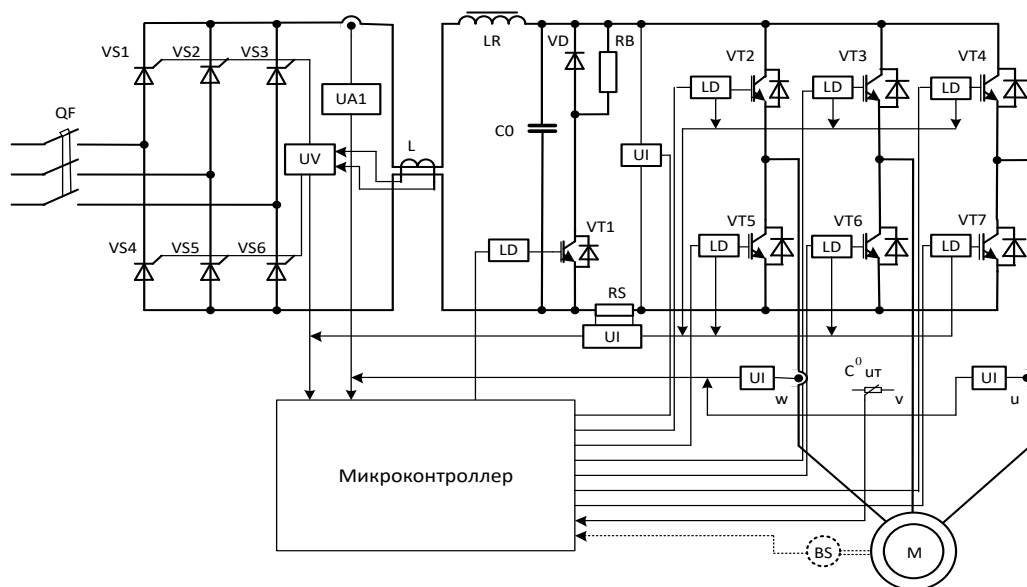 LR
VD
RB
VS1
VS2
VS3
VT2
VT3
VT4
LD
LD
LD
UA1
QF
C0
L
UV
UI
VS4
VS5
VS6
VT1
VT5
VT6
VT7
LD
LD
LD
LD
RS
UI
C⁰ ит
UI
UI
w
v
u
Микроконтроллер
BS
M